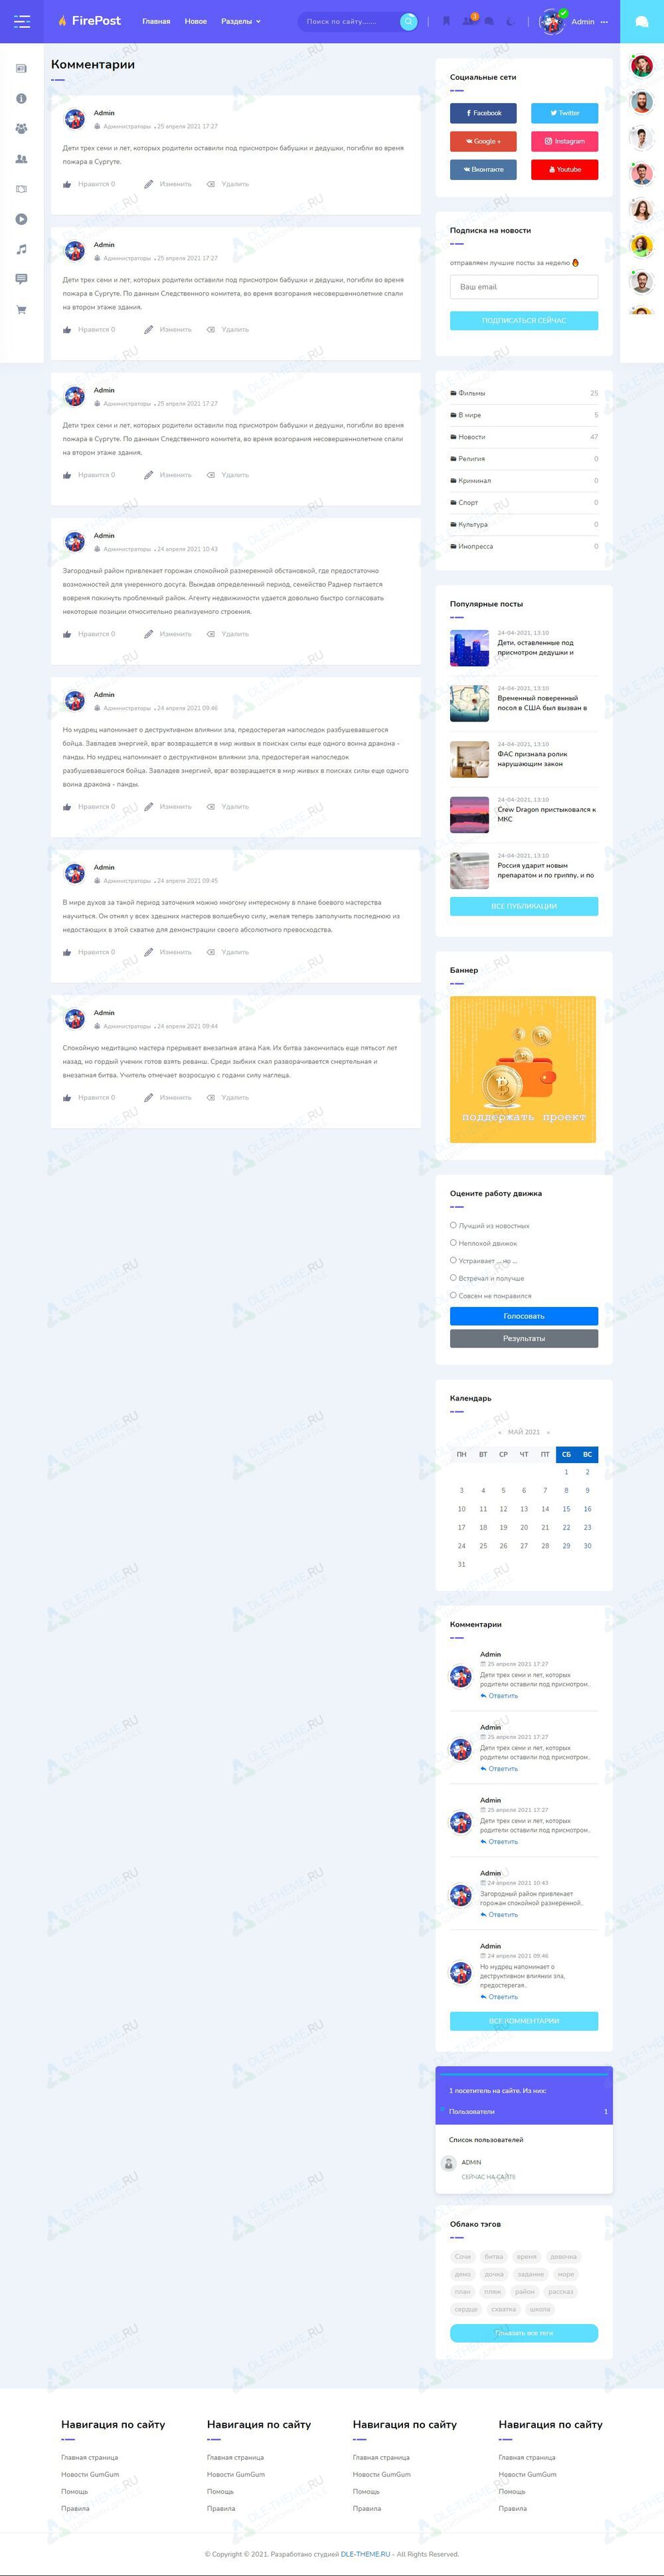 FirePost
Главная Новое Разделы
Поиск по сайту.......
1
Admin
Комментарии
Admin
Администраторы 25 апреля 2021 17:27
Дети трех семи и лет, которых родители оставили под присмотром бабушки и дедушки, погибли во время
пожара в Сургуте.
Нравится 0 Изменить Удалить
Admin
Администраторы 25 апреля 2021 17:27
Дети трех семи и лет, которых родители оставили под присмотром бабушки и дедушки, погибли во время
пожара в Сургуте. По данным Следственного комитета, во время возгорания несовершеннолетние спали
на втором этаже здания.
Нравится 0 Изменить Удалить
Admin
Администраторы 25 апреля 2021 17:27
Дети трех семи и лет, которых родители оставили под присмотром бабушки и дедушки, погибли во время
пожара в Сургуте. По данным Следственного комитета, во время возгорания несовершеннолетние спали
на втором этаже здания.
Нравится 0 Изменить Удалить
Admin
Администраторы 24 апреля 2021 10:43
Загородный район привлекает горожан спокойной размеренной обстановкой, где предостаточно
возможностей для умеренного досуга. Выждав определенный период, семейство Раднер пытается
вовремя покинуть проблемный район. Агенту недвижимости удается довольно быстро согласовать
некоторые позиции относительно реализуемого строения.
Нравится 0 Изменить Удалить
Admin
Администраторы 24 апреля 2021 09:46
Но мудрец напоминает о деструктивном влиянии зла, предостерегая напоследок разбушевавшегося
бойца. Завладев энергией, враг возвращается в мир живых в поисках силы еще одного воина дракона -
панды. Но мудрец напоминает о деструктивном влиянии зла, предостерегая напоследок
разбушевавшегося бойца. Завладев энергией, враг возвращается в мир живых в поисках силы еще одного
воина дракона - панды.
Нравится 0 Изменить Удалить
Admin
Администраторы 24 апреля 2021 09:45
В мире духов за такой период заточения можно многому интересному в плане боевого мастерства
научиться. Он отнял у всех здешних мастеров волшебную силу, желая теперь заполучить последнюю из
недостающих в этой схватке для демонстрации своего абсолютного превосходства.
Нравится 0 Изменить Удалить
Admin
Администраторы 24 апреля 2021 09:44
Спокойную медитацию мастера прерывает внезапная атака Кая. Их битва закончилась еще пятьсот лет
назад, но гордый ученик готов взять реванш. Среди зыбких скал разворачивается смертельная и
внезапная битва. Учитель отмечает возросшую с годами силу наглеца.
Нравится 0 Изменить Удалить
Социальные сети
Facebook Twitter
Google + Instagram
Вконтакте Youtube
Подписка на новости
отправляем лучшие посты за неделю
Ваш email
ПОДПИСАТЬСЯ СЕЙЧАС
Фильмы 25
В мире 5
Новости 47
Религия 0
Криминал 0
Спорт 0
Культура 0
Инопресса 0
Популярные посты
24-04-2021, 13:10
Дети, оставленные под
присмотром дедушки и
24-04-2021, 13:10
Временный поверенный
посол в США был вызван в
24-04-2021, 13:10
ФАС признала ролик
нарушающим закон
24-04-2021, 13:10
Crew Dragon пристыковался к
МКС
24-04-2021, 13:10
Россия ударит новым
препаратом и по гриппу, и по
ВСЕ ПУБЛИКАЦИИ
Баннер
поддержать проект
Оцените работу движка
Лучший из новостных
Неплохой движок
Устраивает ... но ...
Встречал и получше
Совсем не понравился
Голосовать
Результаты
Календарь
« МАЙ 2021 »
ПН ВТ СР ЧТ ПТ СБ ВС
1 2
3 4 5 6 7 8 9
10 11 12 13 14 15 16
17 18 19 20 21 22 23
24 25 26 27 28 29 30
31
Комментарии
Admin
25 апреля 2021 17:27
Дети трех семи и лет, которых
родители оставили под присмотром..
Ответить
Admin
25 апреля 2021 17:27
Дети трех семи и лет, которых
родители оставили под присмотром..
Ответить
Admin
25 апреля 2021 17:27
Дети трех семи и лет, которых
родители оставили под присмотром..
Ответить
Admin
24 апреля 2021 10:43
Загородный район привлекает
горожан спокойной размеренной..
Ответить
Admin
24 апреля 2021 09:46
Но мудрец напоминает о
деструктивном влиянии зла,
предостерегая..
Ответить
ВСЕ КОММЕНТАРИИ
1 посетитель на сайте. Из них:
Пользователи 1
Список пользователей
ADMIN
СЕЙЧАС НА САЙТЕ
Облако тэгов
Сочи битва время девочка
демо дочка задание море
план пляж район рассказ
сердце схватка школа
Показать все теги
Навигация по сайту Навигация по сайту Навигация по сайту Навигация по сайту
Главная страница Главная страница Главная страница Главная страница
Новости GumGum Новости GumGum Новости GumGum Новости GumGum
Помощь Помощь Помощь Помощь
Правила Правила Правила Правила
© Copyright © 2021. Разработано студией DLE-THEME.RU - All Rights Reserved.
DLE-THEME.RU